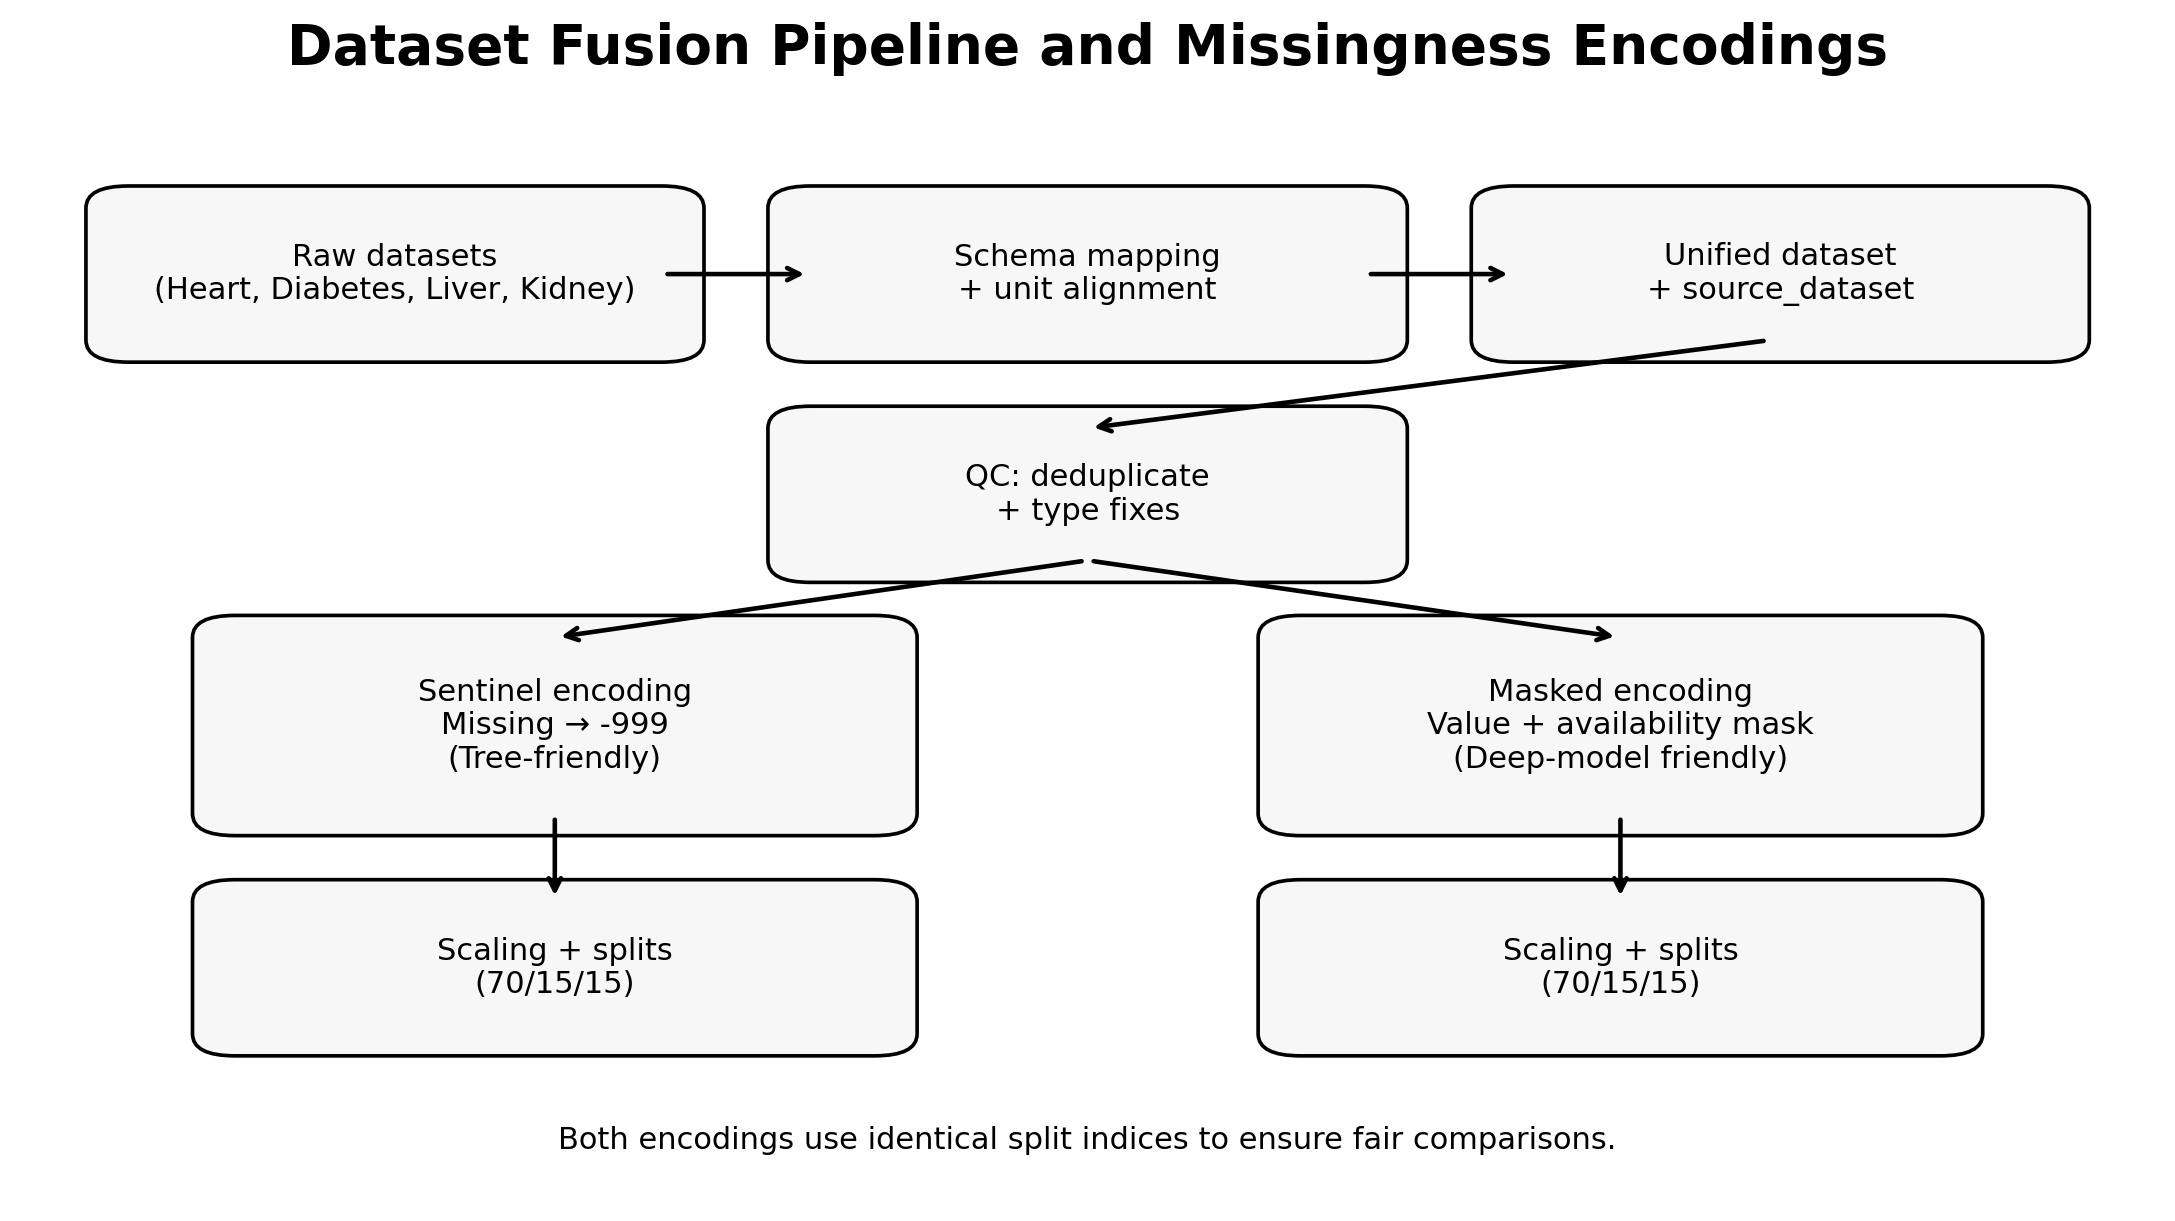 Dataset Fusion Pipeline and Missingness Encodings
Raw datasets
(Heart, Diabetes, Liver, Kidney)
Schema mapping
+ unit alignment
Unified dataset
+ source_dataset
QC: deduplicate
+ type fixes
Sentinel encoding
Missing → -999
(Tree-friendly)
Masked encoding
Value + availability mask
(Deep-model friendly)
Scaling + splits
(70/15/15)
Scaling + splits
(70/15/15)
Both encodings use identical split indices to ensure fair comparisons.